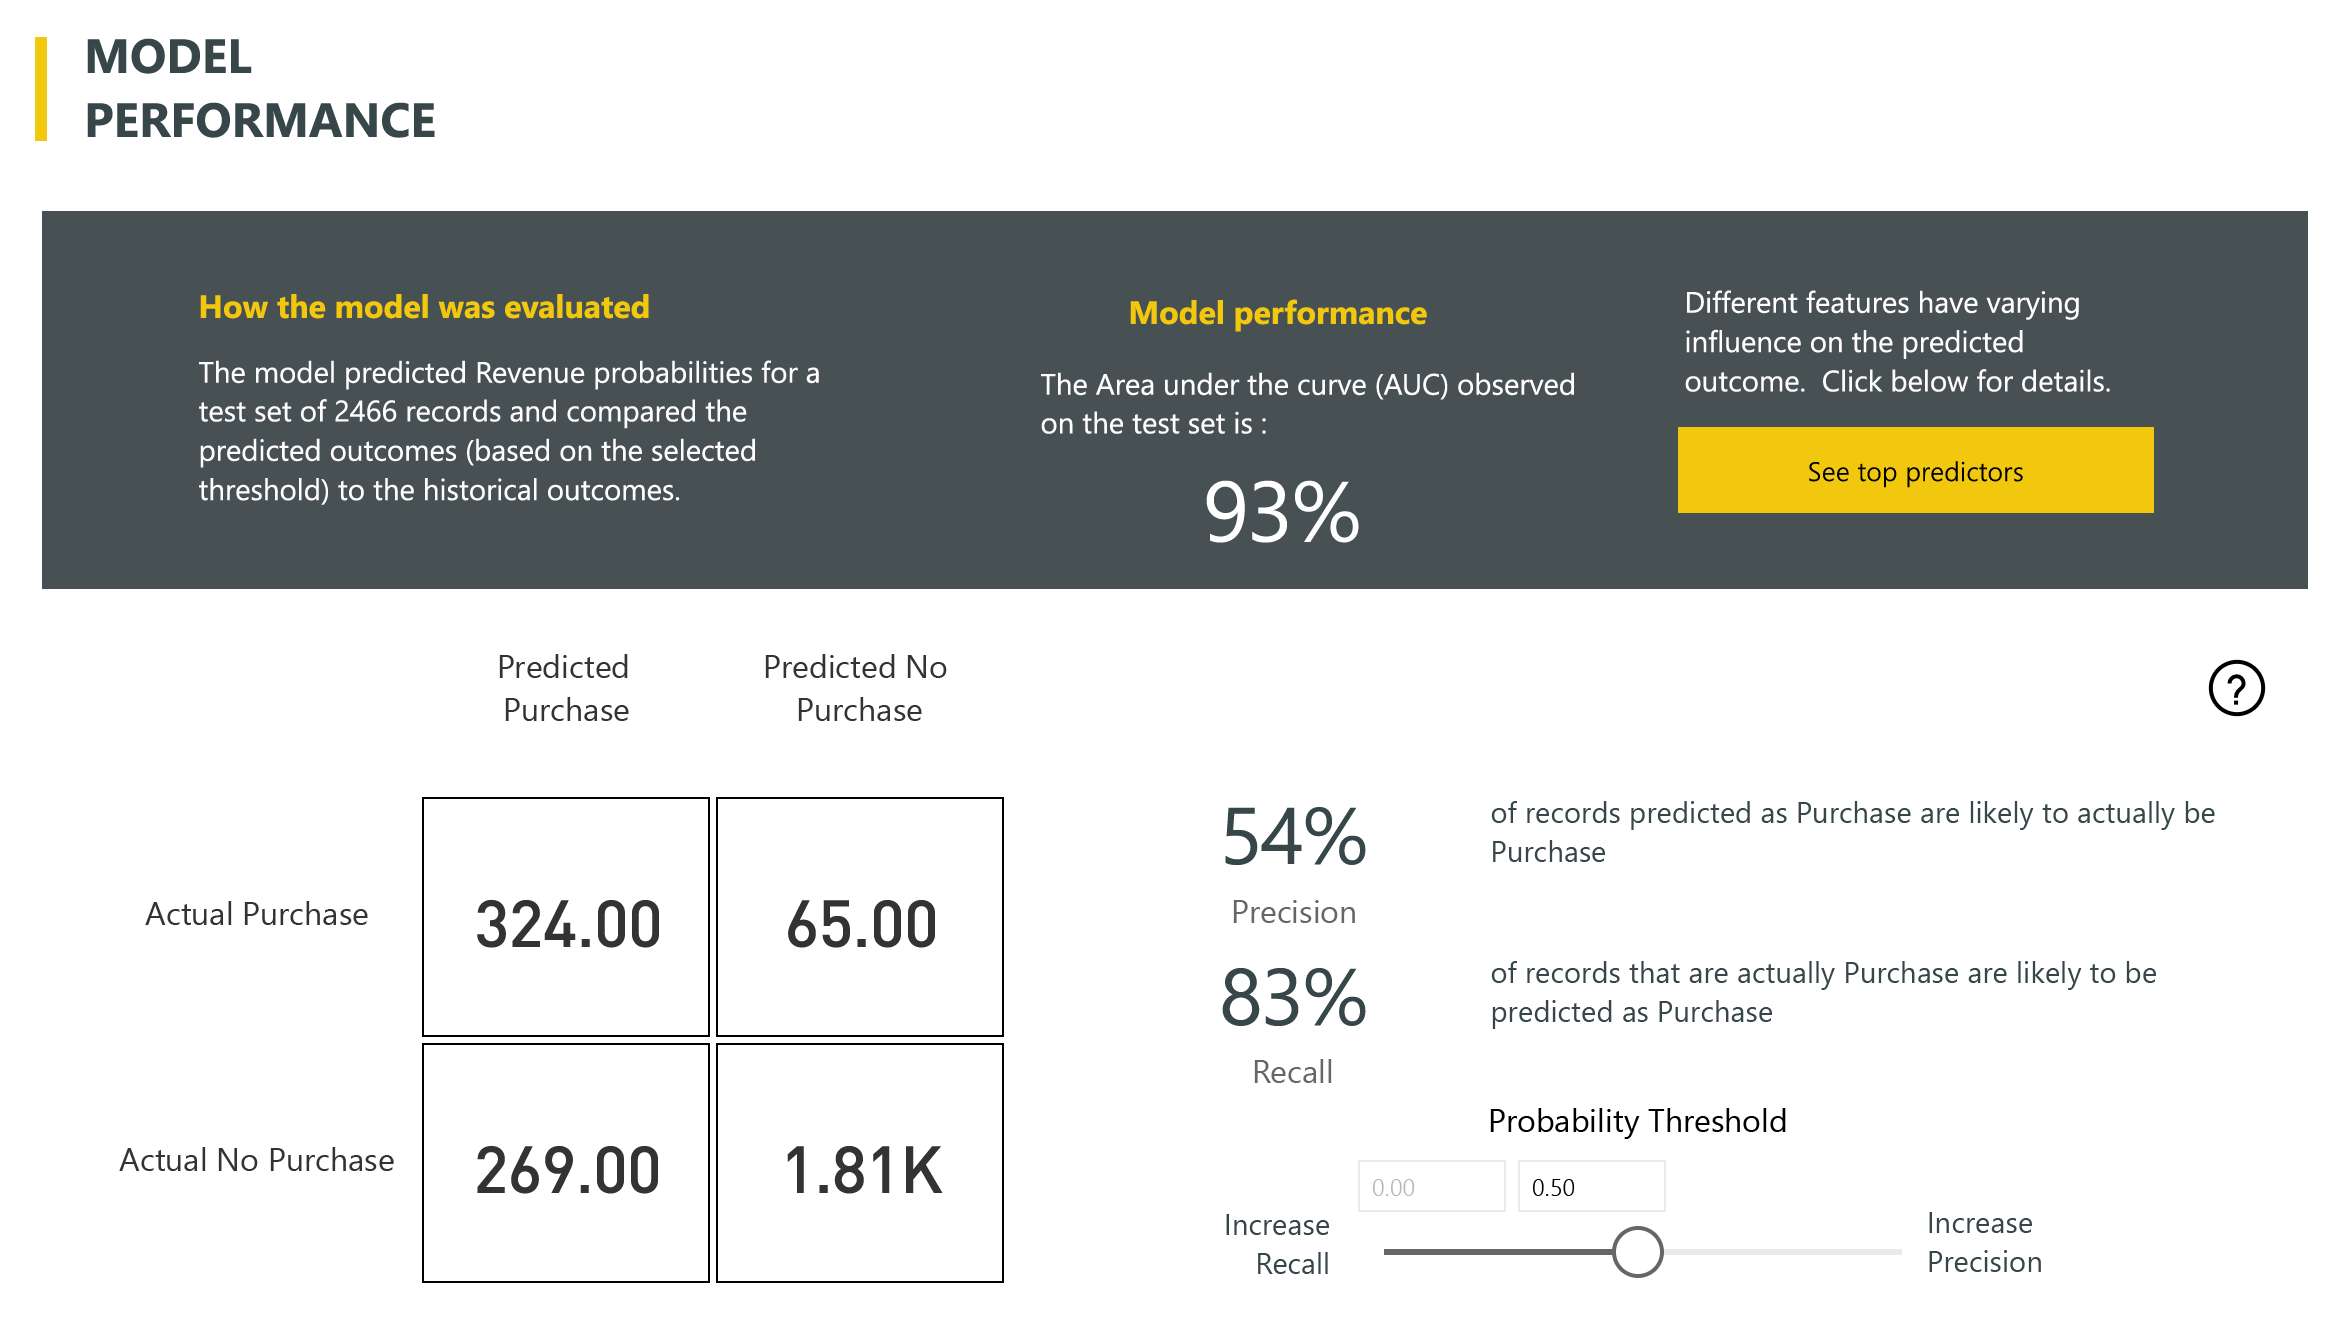 MODEL
PERFORMANCE
How the model was evaluated
The model predicted Revenue probabilities for a
test set of 2466 records and compared the
predicted outcomes (based on the selected
threshold) to the historical outcomes.
Model performance
The Area under the curve (AUC) observed
on the test set is :
93%
Different features have varying
influence on the predicted
outcome.  Click below for details.
See top predictors
Predicted
Purchase
Predicted No
Purchase
?
Actual Purchase
324.00
65.00
Actual No Purchase
269.00
1.81K
54%
Precision
of records predicted as Purchase are likely to actually be
Purchase
83%
Recall
of records that are actually Purchase are likely to be
predicted as Purchase
Probability Threshold
0.00
0.50
Increase
Recall
Increase
Precision